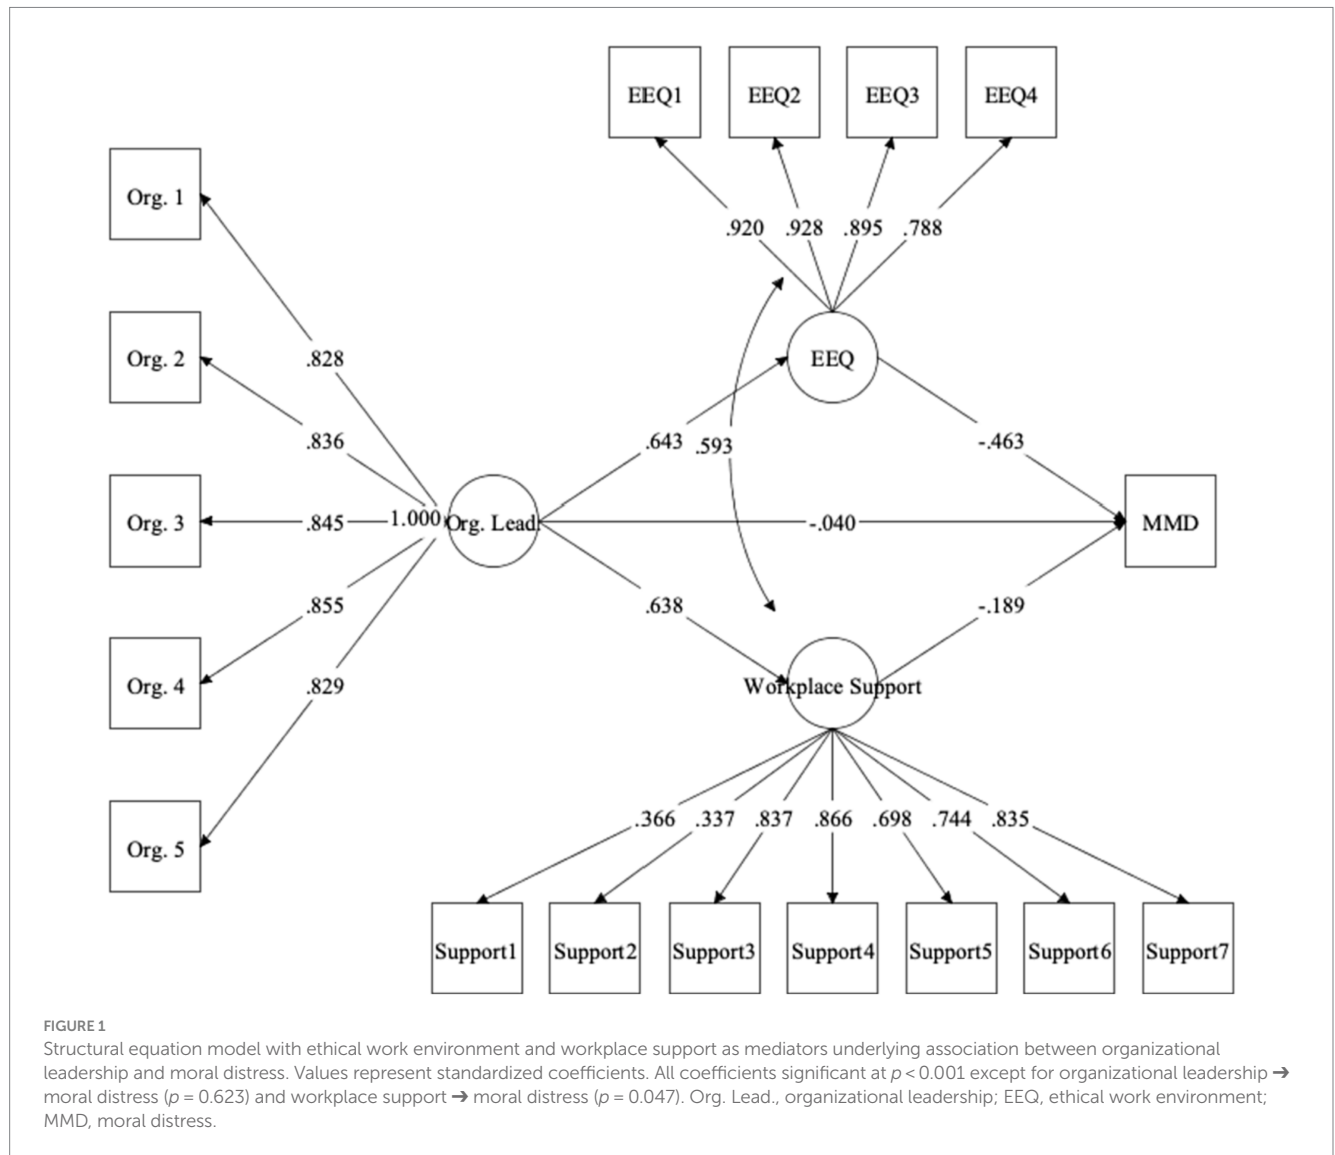 EEQ1 EEQ2 EEQ3 EEQ4
Org. 1
.920 .928 .895 .788
Org. 2
.828
EEQ
.836
.643 .593
-.463
Org. 3
.845
1.000
Org. Lead.
-.040
MMD
.855
.638
-.189
Org. 4
.829
Workplace Support
.366 .337 .837 .866 .698 .744 .835
Org. 5
Support1 Support2 Support3 Support4 Support5 Support6 Support7
FIGURE 1
Structural equation model with ethical work environment and workplace support as mediators underlying association between organizational
leadership and moral distress. Values represent standardized coefficients. All coefficients significant at p < 0.001 except for organizational leadership ➔
moral distress (p = 0.623) and workplace support ➔ moral distress (p = 0.047). Org. Lead., organizational leadership; EEQ, ethical work environment;
MMD, moral distress.